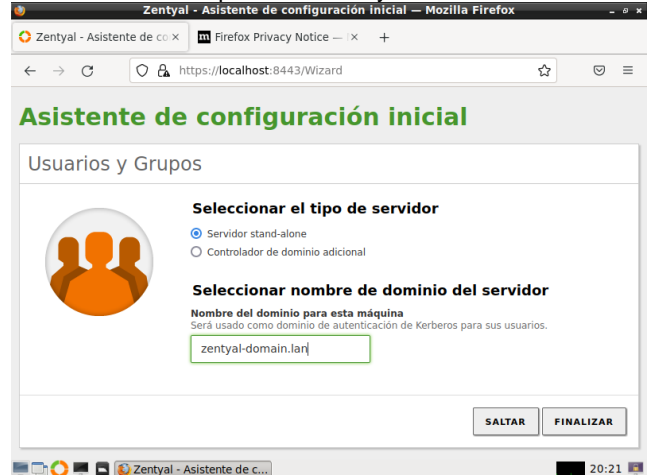 Zentyal - Asistente de configuración inicial — Mozilla Firefox
Zentyal - Asistente de co
Firefox Privacy Notice —
https://localhost:8443/Wizard
Asistente de configuración inicial
Usuarios y Grupos
Seleccionar el tipo de servidor
Servidor stand-alone
Controlador de dominio adicional
Seleccionar nombre de dominio del servidor
Nombre del dominio para esta máquina
Será usado como dominio de autenticación de Kerberos para sus usuarios.
zentyal-domain.lan
SALTAR FINALIZAR
Zentyal - Asistente de c... 20:21